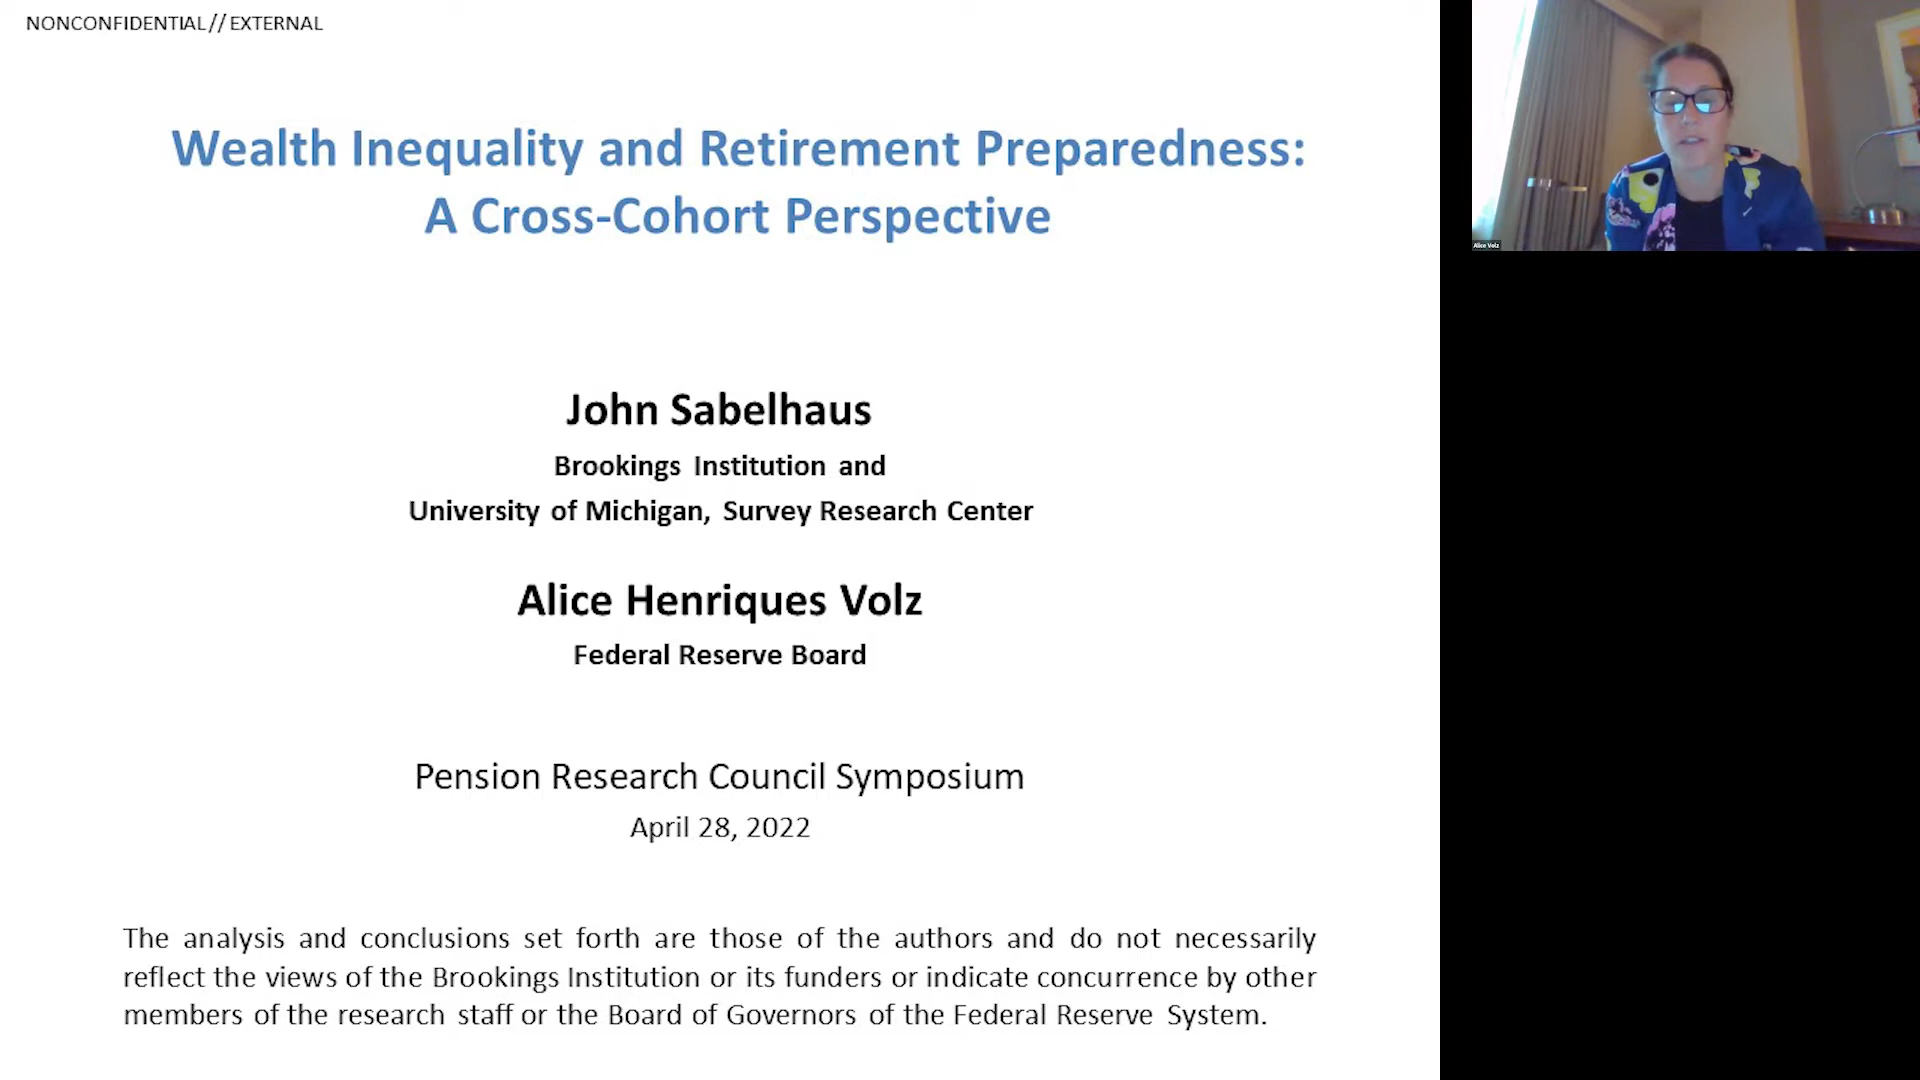 NONCONFIDENTIAL//EXTERNAL
Wealth Inequality and Retirement Preparedness:
A Cross-Cohort Perspective
John Sabelhaus
Brookings Institution and
University of Michigan, Survey Research Center
Alice Henriques Volz
Federal Reserve Board
Pension Research Council Symposium
April 28, 2022
The analysis and conclusions set forth are those of the authors and do not necessarily
reflect the views of the Brookings Institution or its funders or indicate concurrence by other
members of the research staff or the Board of Governors of the Federal Reserve System.
Alice Volz